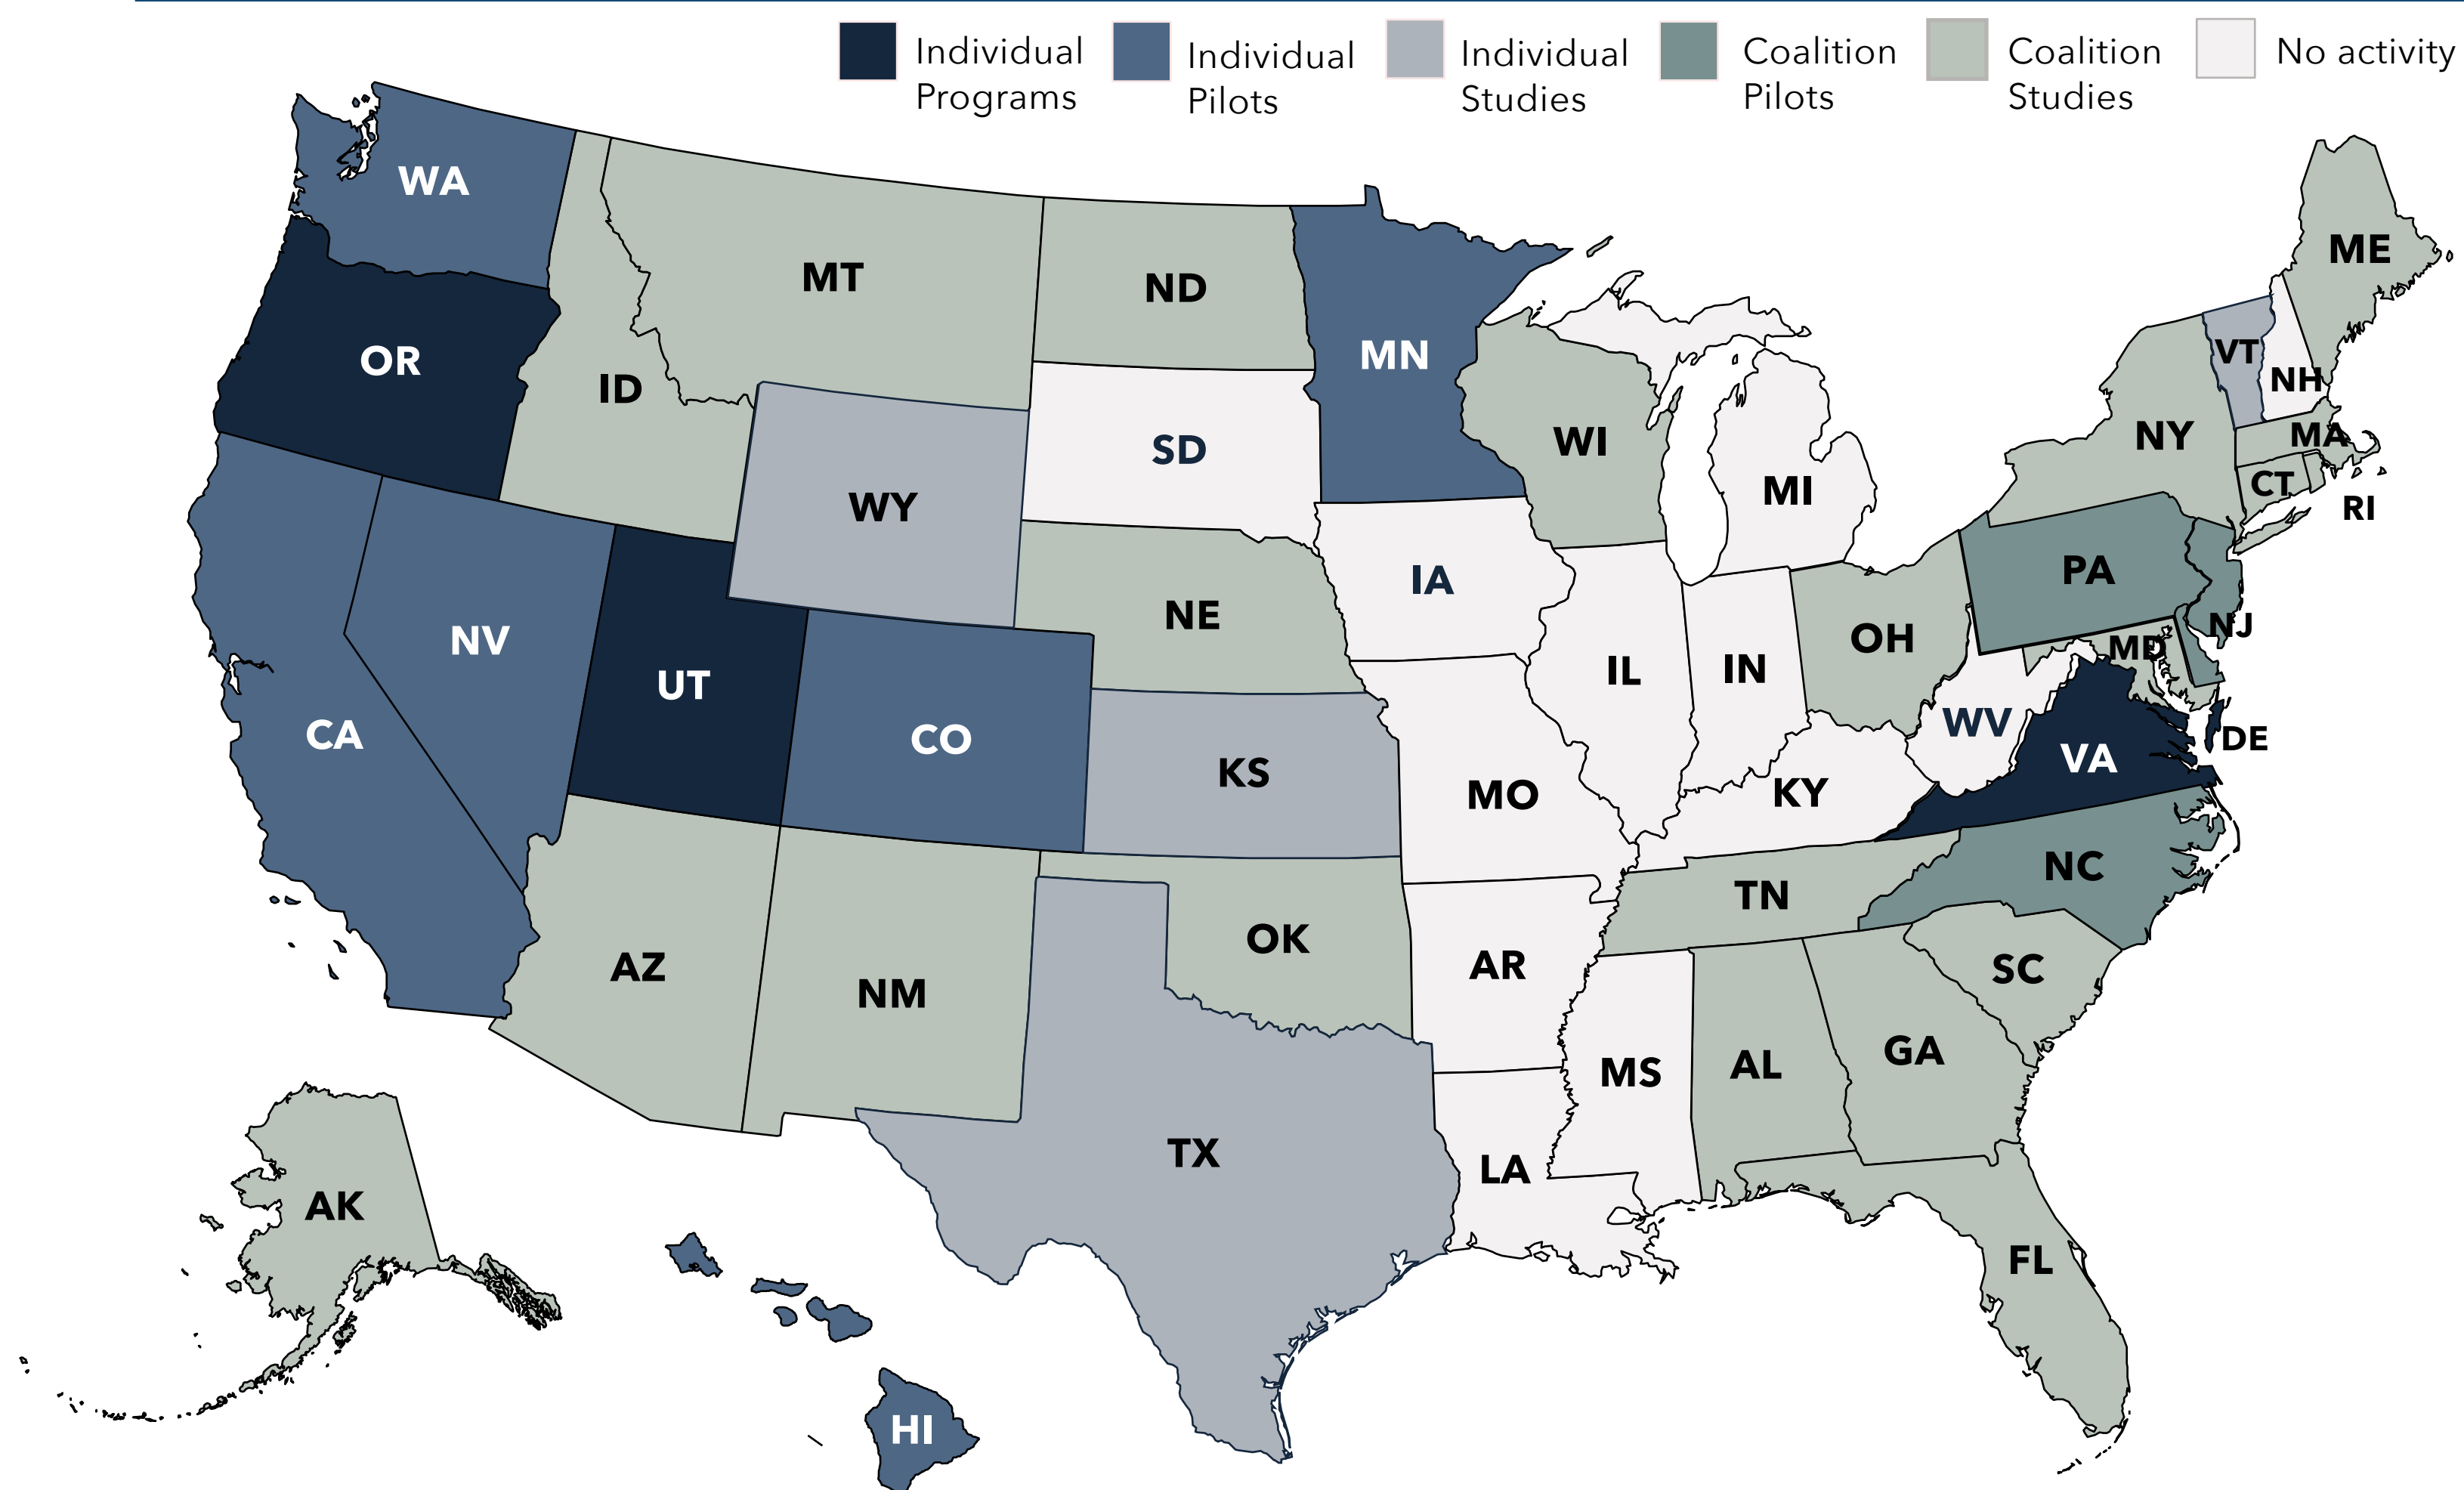 Individual
Programs
Individual
Pilots
Individual
Studies
Coalition
Pilots
Coalition
Studies
No activity
WA
OR
ID
MT
ND
MN
ME
SD
WY
WI
MI
VT
NH
NY
MA
CT
RI
CA
NV
UT
CO
NE
IA
IL
IN
OH
PA
NJ
MD
DE
WV
VA
KS
MO
KY
TN
NC
AZ
NM
OK
AR
SC
MS
AL
GA
TX
LA
FL
AK
HI